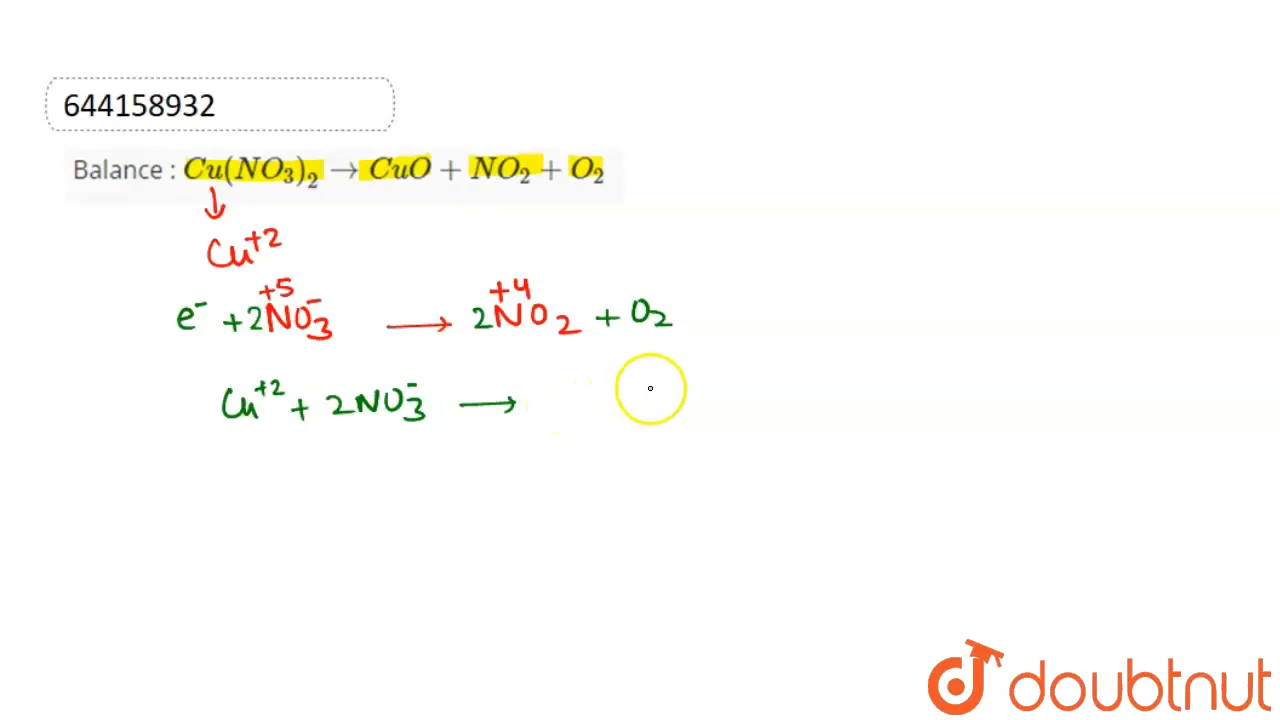 644158932
Balance : Cu(NO₃)₂ → CuO + NO₂ + O₂
↓
Cu⁺²
+5 +4
e⁻ + 2NO₃⁻ → 2NO₂ + O₂
Cu⁺² + 2NO₃⁻ →
doubtnut